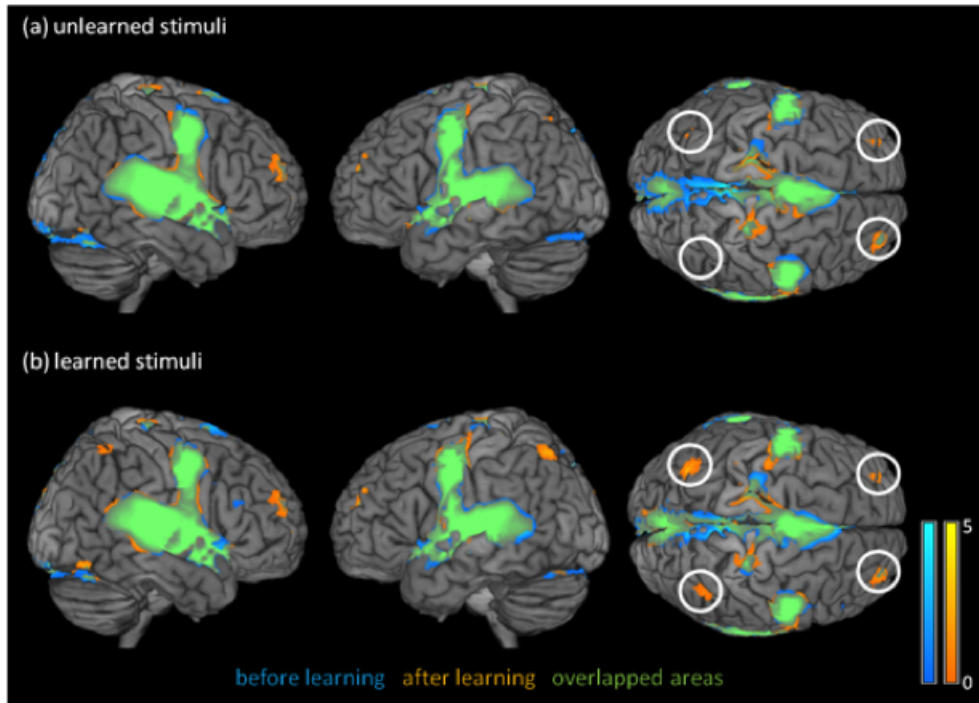 (a) unlearned stimuli
(b) learned stimuli
5
0
before learning after learning overlapped areas